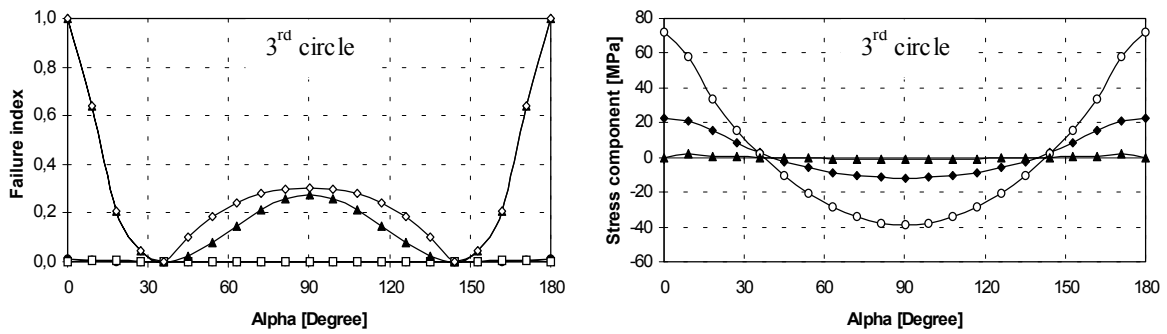 1,0
0,8
0,6
0,4
0,2
0,0
Failure index
3rd circle
0 30 60 90 120 150 180
Alpha [Degree]
80
60
40
20
0
-20
-40
-60
Stress component [MPa]
3rd circle
0 30 60 90 120 150 180
Alpha [Degree]